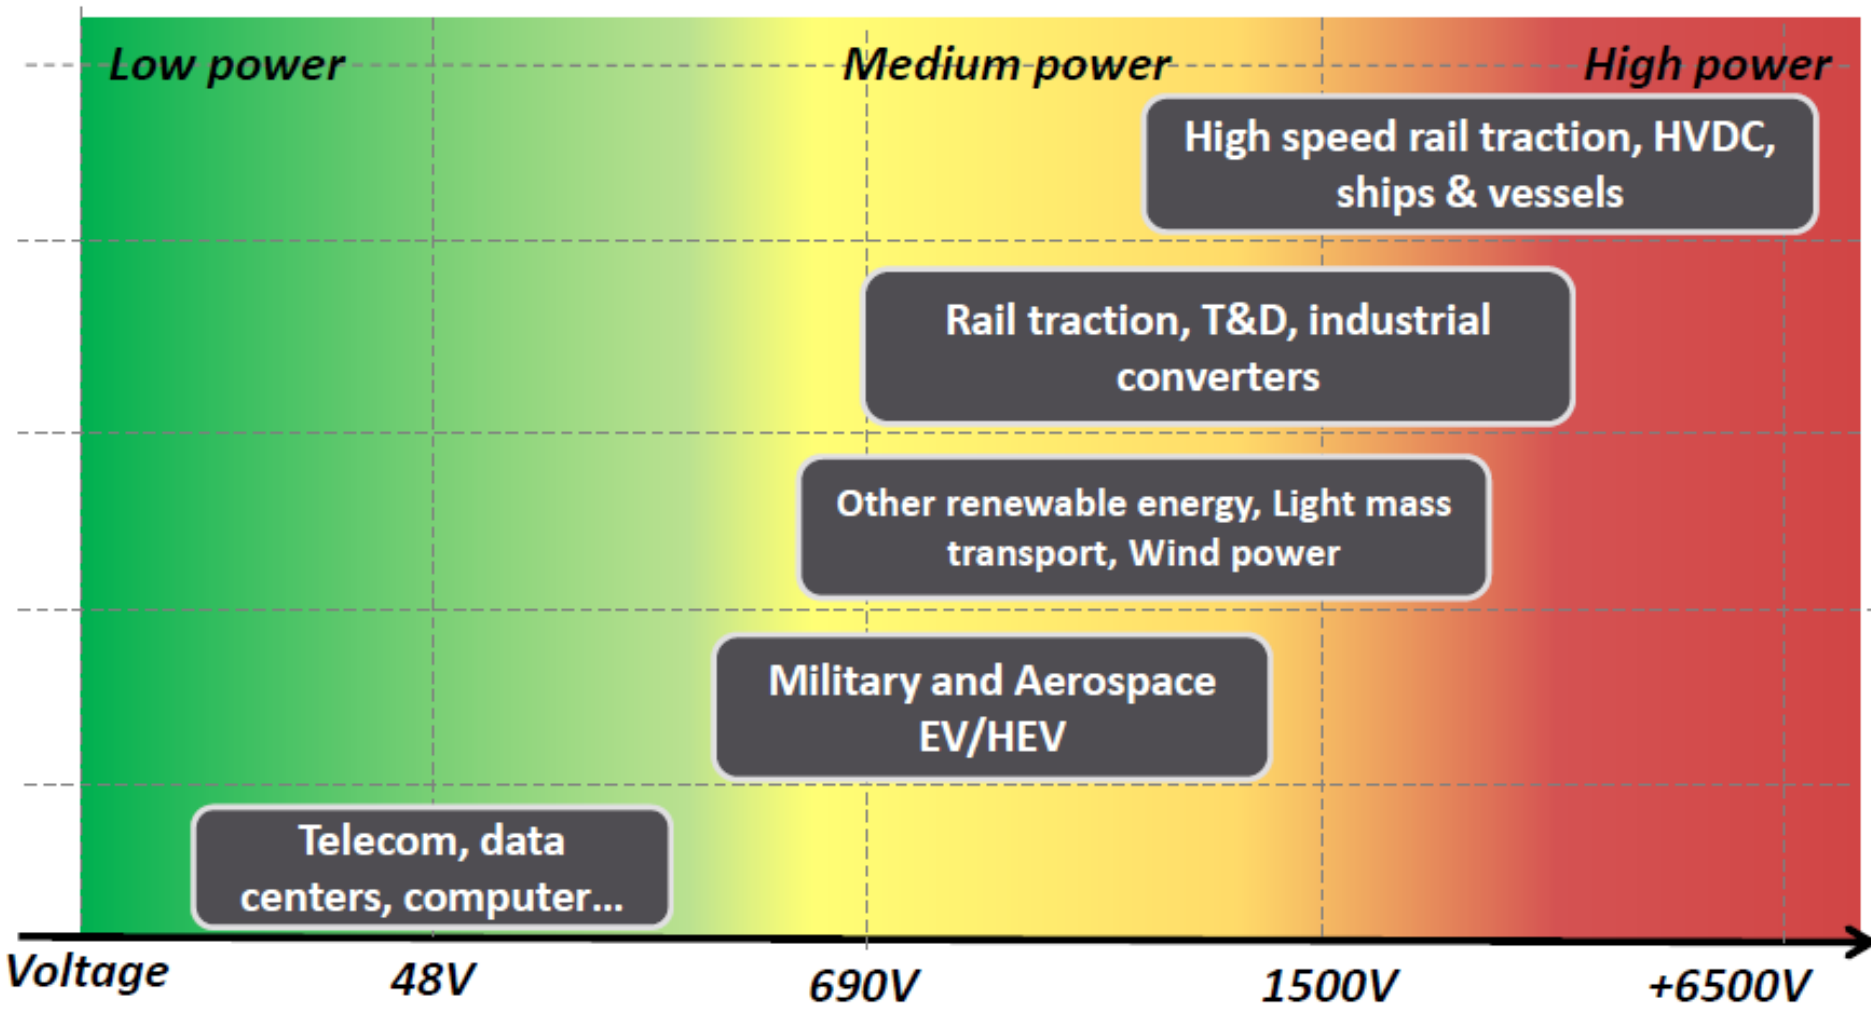 Low power
Medium power
High power
High speed rail traction, HVDC,
ships & vessels
Rail traction, T&D, industrial
converters
Other renewable energy, Light mass
transport, Wind power
Military and Aerospace
EV/HEV
Telecom, data
centers, computer...
Voltage
48V
690V
1500V
+6500V